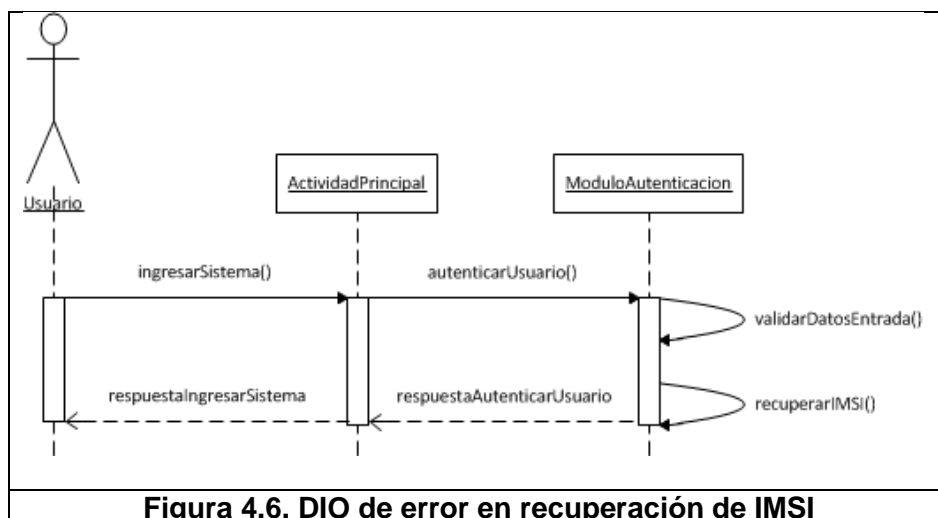 Usuario
ActividadPrincipal
ModuloAutenticacion
ingresarSistema()
autenticarUsuario()
validarDatosEntrada()
respuestaIngresarSistema
respuestaAutenticarUsuario
recuperarIMSI()
Figura 4.6. DIO de error en recuperación de IMSI